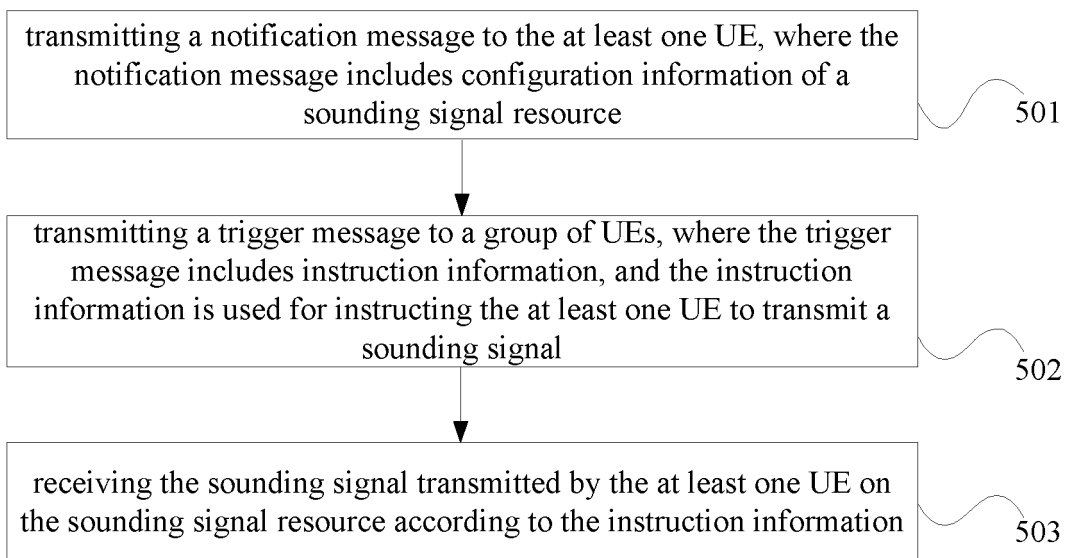 transmitting a notification message to the at least one UE, where the
notification message includes configuration information of a
sounding signal resource
501
transmitting a trigger message to a group of UEs, where the trigger
message includes instruction information, and the instruction
information is used for instructing the at least one UE to transmit a
sounding signal
502
receiving the sounding signal transmitted by the at least one UE on
the sounding signal resource according to the instruction information
503